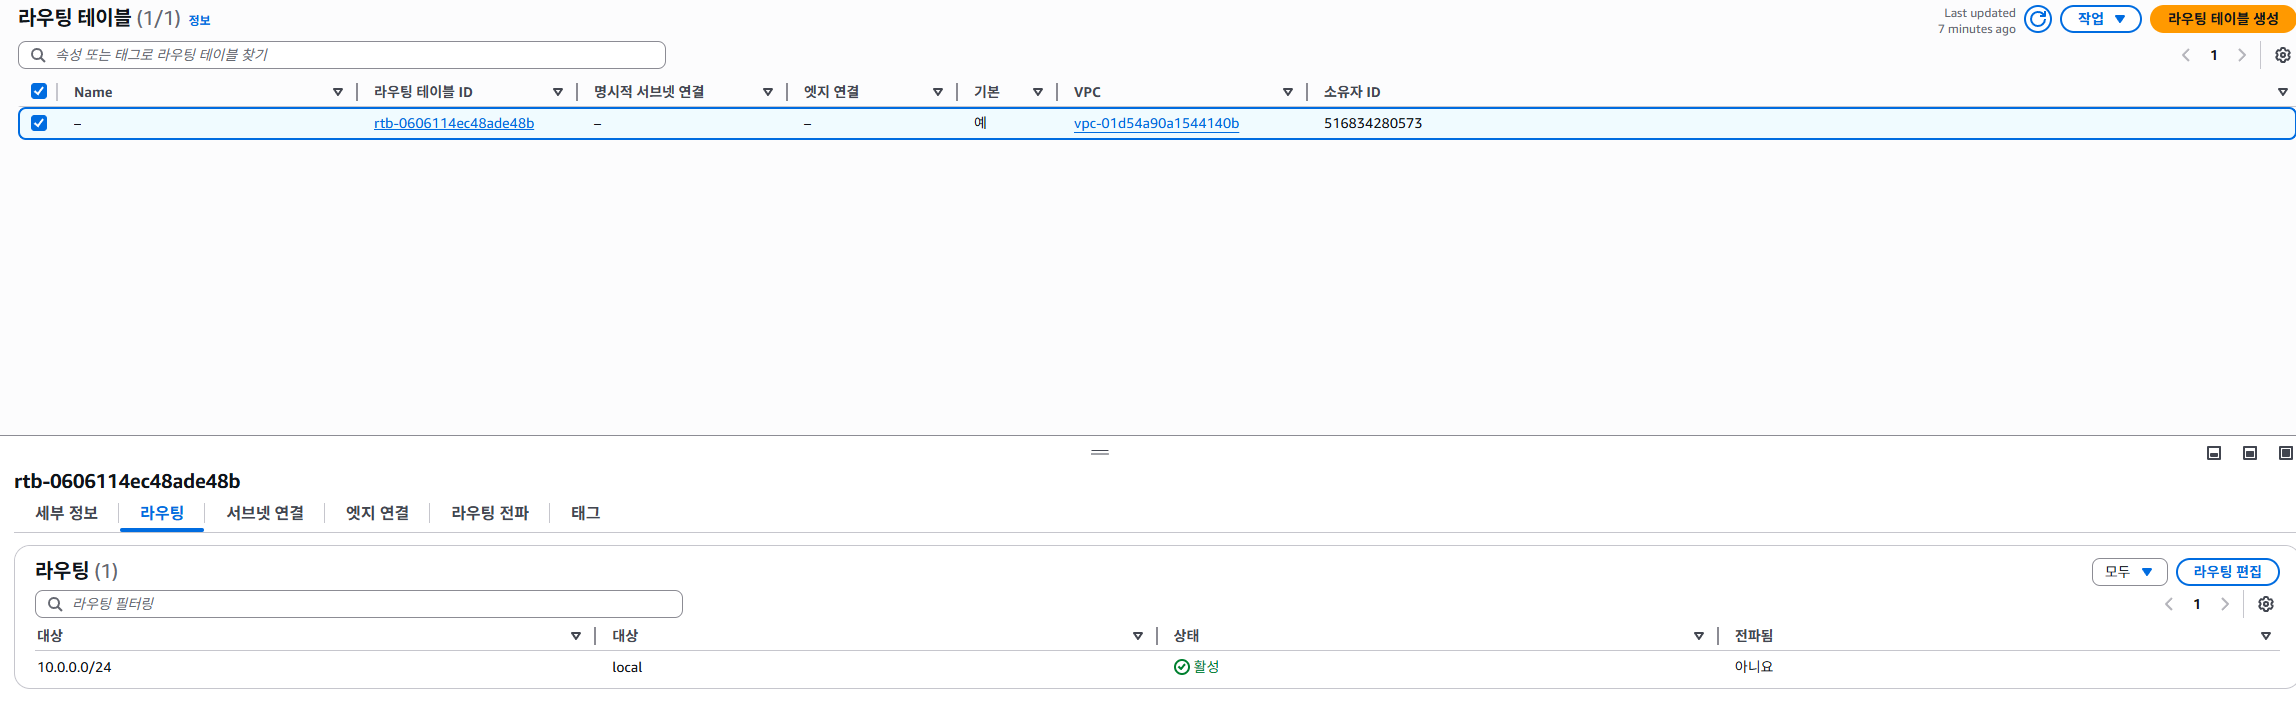 라우팅 테이블 (1/1) 정보
Last updated
7 minutes ago
작업
라우팅 테이블 생성
속성 또는 태그로 라우팅 테이블 찾기
1
Name 라우팅 테이블 ID 명시적 서브넷 연결 엣지 연결 기본 VPC 소유자 ID
– rtb-0606114ec48ade48b – – 예 vpc-01d54a90a1544140b 516834280573
rtb-0606114ec48ade48b
세부 정보 라우팅 서브넷 연결 엣지 연결 라우팅 전파 태그
라우팅 (1)
모두 라우팅 편집
라우팅 필터링
1
대상 대상 상태 전파됨
10.0.0.0/24 local 활성 아니요